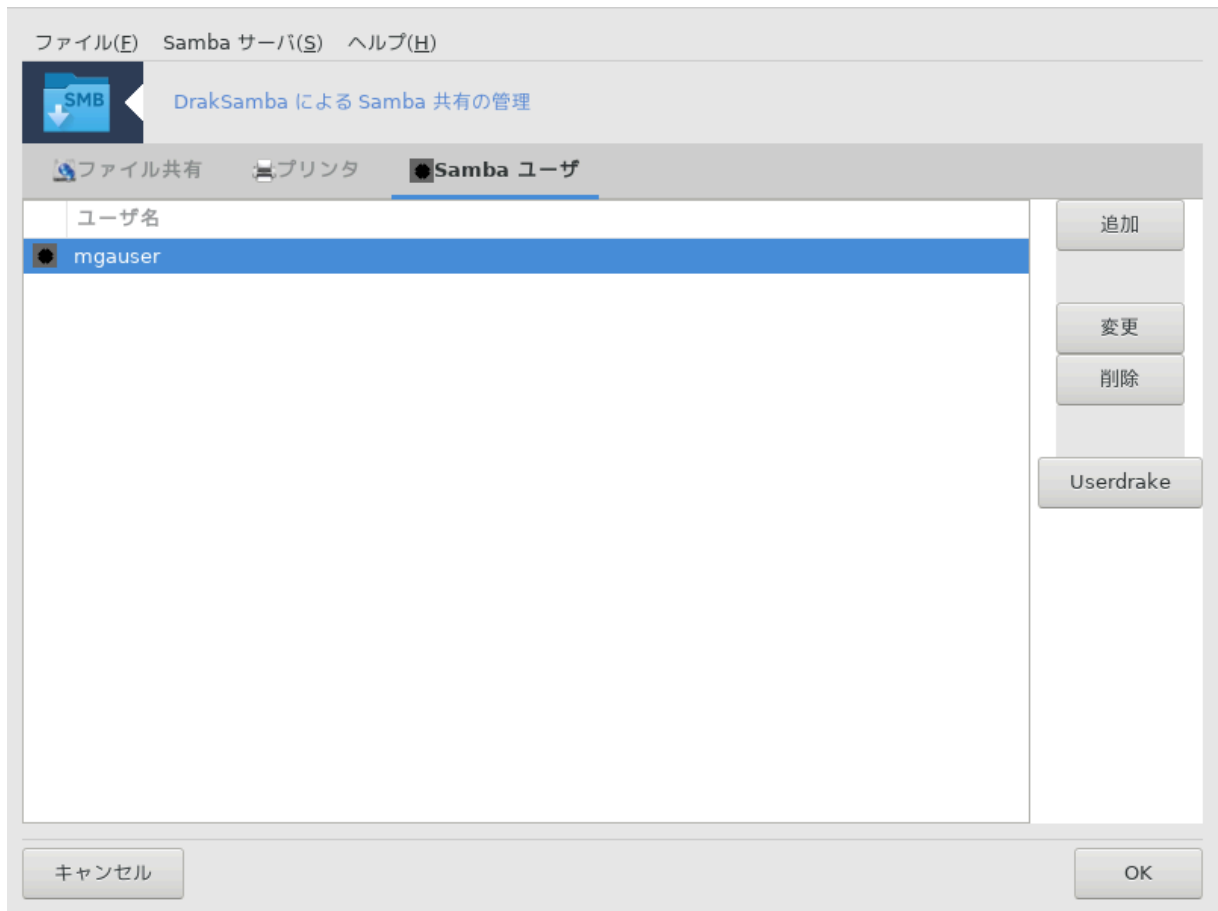 ファイル(F) Samba サーバ(S) ヘルプ(H)
SMB
DrakSamba による Samba 共有の管理
ファイル共有 プリンタ Samba ユーザ
ユーザ名
追加
mgauser
変更
削除
Userdrake
キャンセル OK